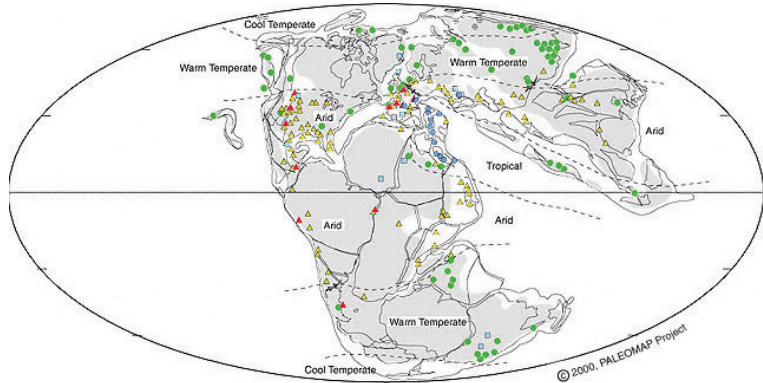 Cool Temperate
Warm Temperate
Warm Temperate
Arid
Arid
Tropical
Arid
Arid
Warm Temperate
Cool Temperate
© 2000, PALEOMAP Project